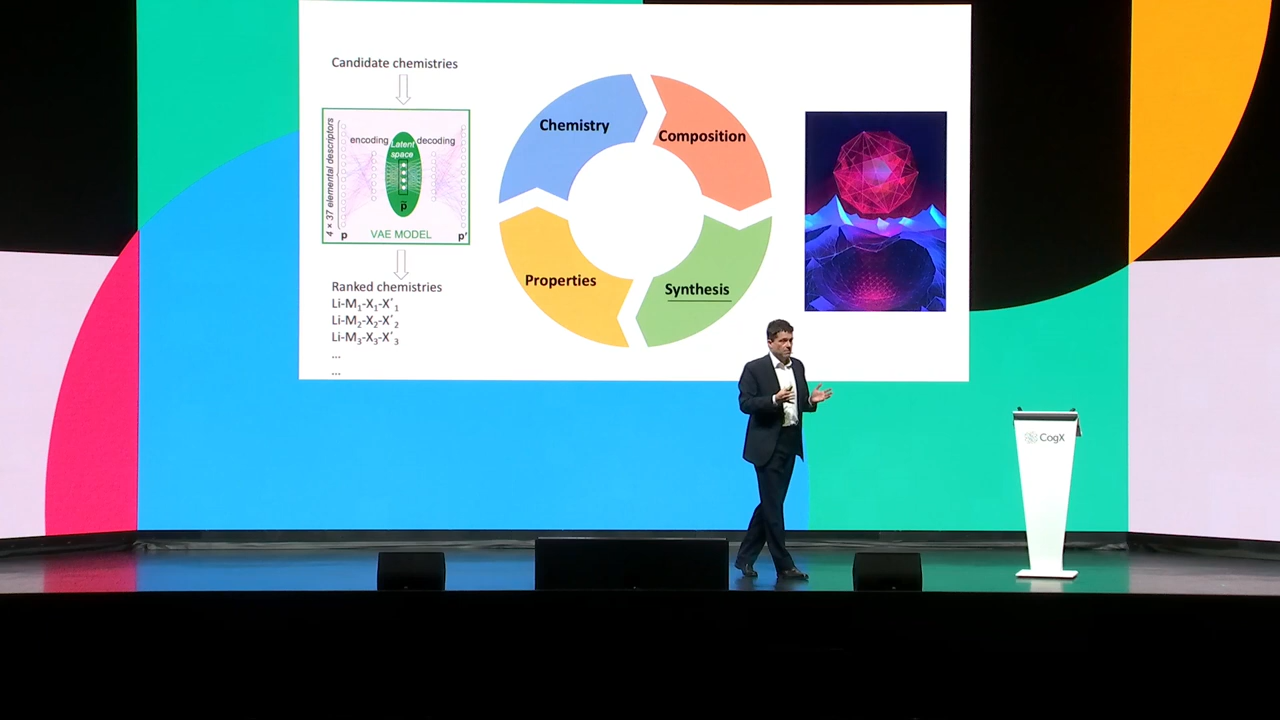 Candidate chemistries
4 × 37 elemental descriptors
encoding
Latent
space
decoding
p̃
p
VAE MODEL
p′
Ranked chemistries
Li-M₁-X₁-X′₁
Li-M₂-X₂-X′₂
Li-M₃-X₃-X′₃
...
...
Chemistry
Composition
Properties
Synthesis
CogX